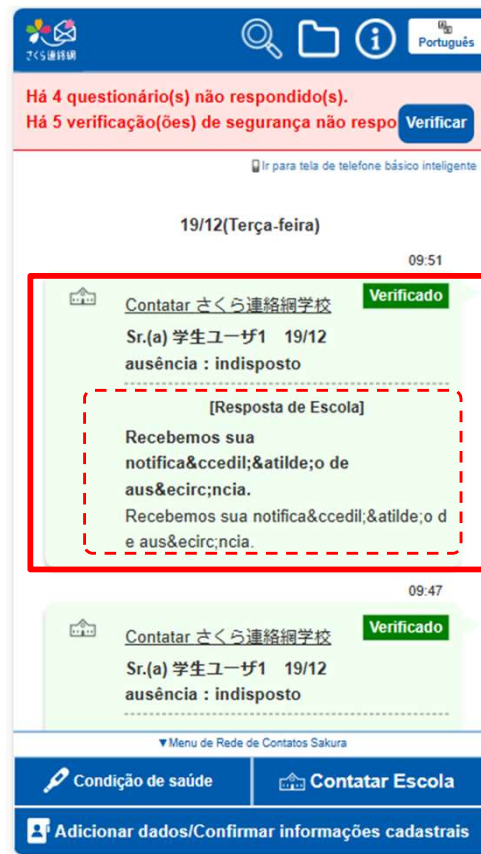 さくら連絡網
Português
Há 4 questionário(s) não respondido(s).
Há 5 verificação(ões) de segurança não respo
Verificar
Ir para tela de telefone básico inteligente
19/12(Terça-feira)
09:51
Contatar さくら連絡網学校
Verificado
Sr.(a) 学生ユーザ1 19/12
ausência : indisposto
[Resposta de Escola]
Recebemos sua
notifica&ccedil;&atilde;o de
aus&ecirc;ncia.
Recebemos sua notifica&ccedil;&atilde;o d
e aus&ecirc;ncia.
09:47
Contatar さくら連絡網学校
Verificado
Sr.(a) 学生ユーザ1 19/12
ausência : indisposto
▼Menu de Rede de Contatos Sakura
Condição de saúde
Contatar Escola
Adicionar dados/Confirmar informações cadastrais